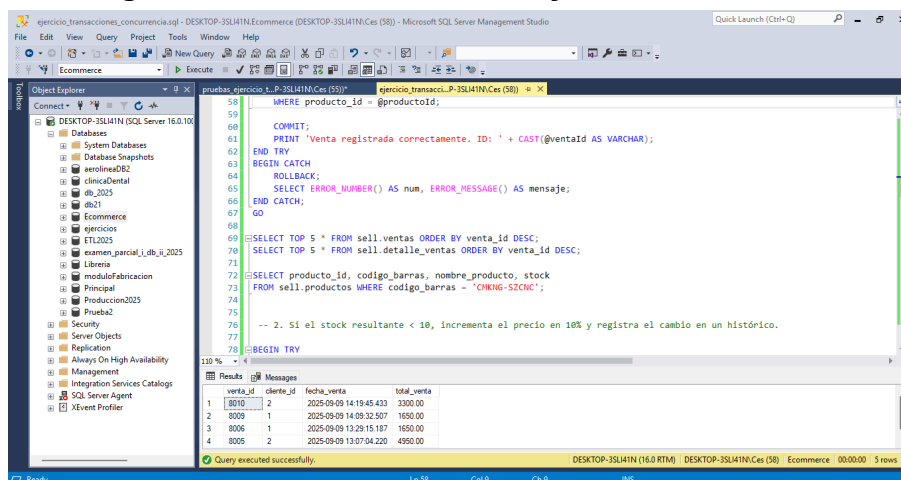 ejercicio_transacciones_concurrencia.sql - DESKTOP-3SLI41N.Ecommerce (DESKTOP-3SLI41N\Ces (58)) - Microsoft SQL Server Management Studio
Quick Launch (Ctrl+Q)
File Edit View Query Project Tools Window Help
New Query
Ecommerce
Execute
Toolbox
Object Explorer
Connect
DESKTOP-3SLI41N (SQL Server 16.0.100
Databases
System Databases
Database Snapshots
aerolineaDB2
clinicaDental
db_2025
db21
Ecommerce
ejercicios
ETL2025
examen_parcial_i_db_ii_2025
Libreria
moduloFabricacion
Principal
Produccion2025
Prueba2
Security
Server Objects
Replication
Always On High Availability
Management
Integration Services Catalogs
SQL Server Agent
XEvent Profiler
pruebas_ejercicio_t...P-3SLI41N\Ces (55))*
ejercicio_transacci...P-3SLI41N\Ces (58))
58 WHERE producto_id = @productoId;
59
60 COMMIT;
61 PRINT 'Venta registrada correctamente. ID: ' + CAST(@ventaId AS VARCHAR);
62 END TRY
63 BEGIN CATCH
64 ROLLBACK;
65 SELECT ERROR_NUMBER() AS num, ERROR_MESSAGE() AS mensaje;
66 END CATCH;
67 GO
68
69 SELECT TOP 5 * FROM sell.ventas ORDER BY venta_id DESC;
70 SELECT TOP 5 * FROM sell.detalle_ventas ORDER BY venta_id DESC;
71
72 SELECT producto_id, codigo_barras, nombre_producto, stock
73 FROM sell.productos WHERE codigo_barras = 'CMKNG-SZCNC';
74
75
76 -- 2. Si el stock resultante < 10, incrementa el precio en 10% y registra el cambio en un histórico.
77
78 BEGIN TRY
110 %
Results Messages
venta_id cliente_id fecha_venta total_venta
1 8010 2 2025-09-09 14:19:45.433 3300.00
2 8009 1 2025-09-09 14:09:32.507 1650.00
3 8006 1 2025-09-09 13:29:15.187 1650.00
4 8005 2 2025-09-09 13:07:04.220 4950.00
Query executed successfully.
DESKTOP-3SLI41N (16.0 RTM) DESKTOP-3SLI41N\Ces (58) Ecommerce 00:00:00 5 rows
Ready
Ln 58 Col 9 Ch 9 INS